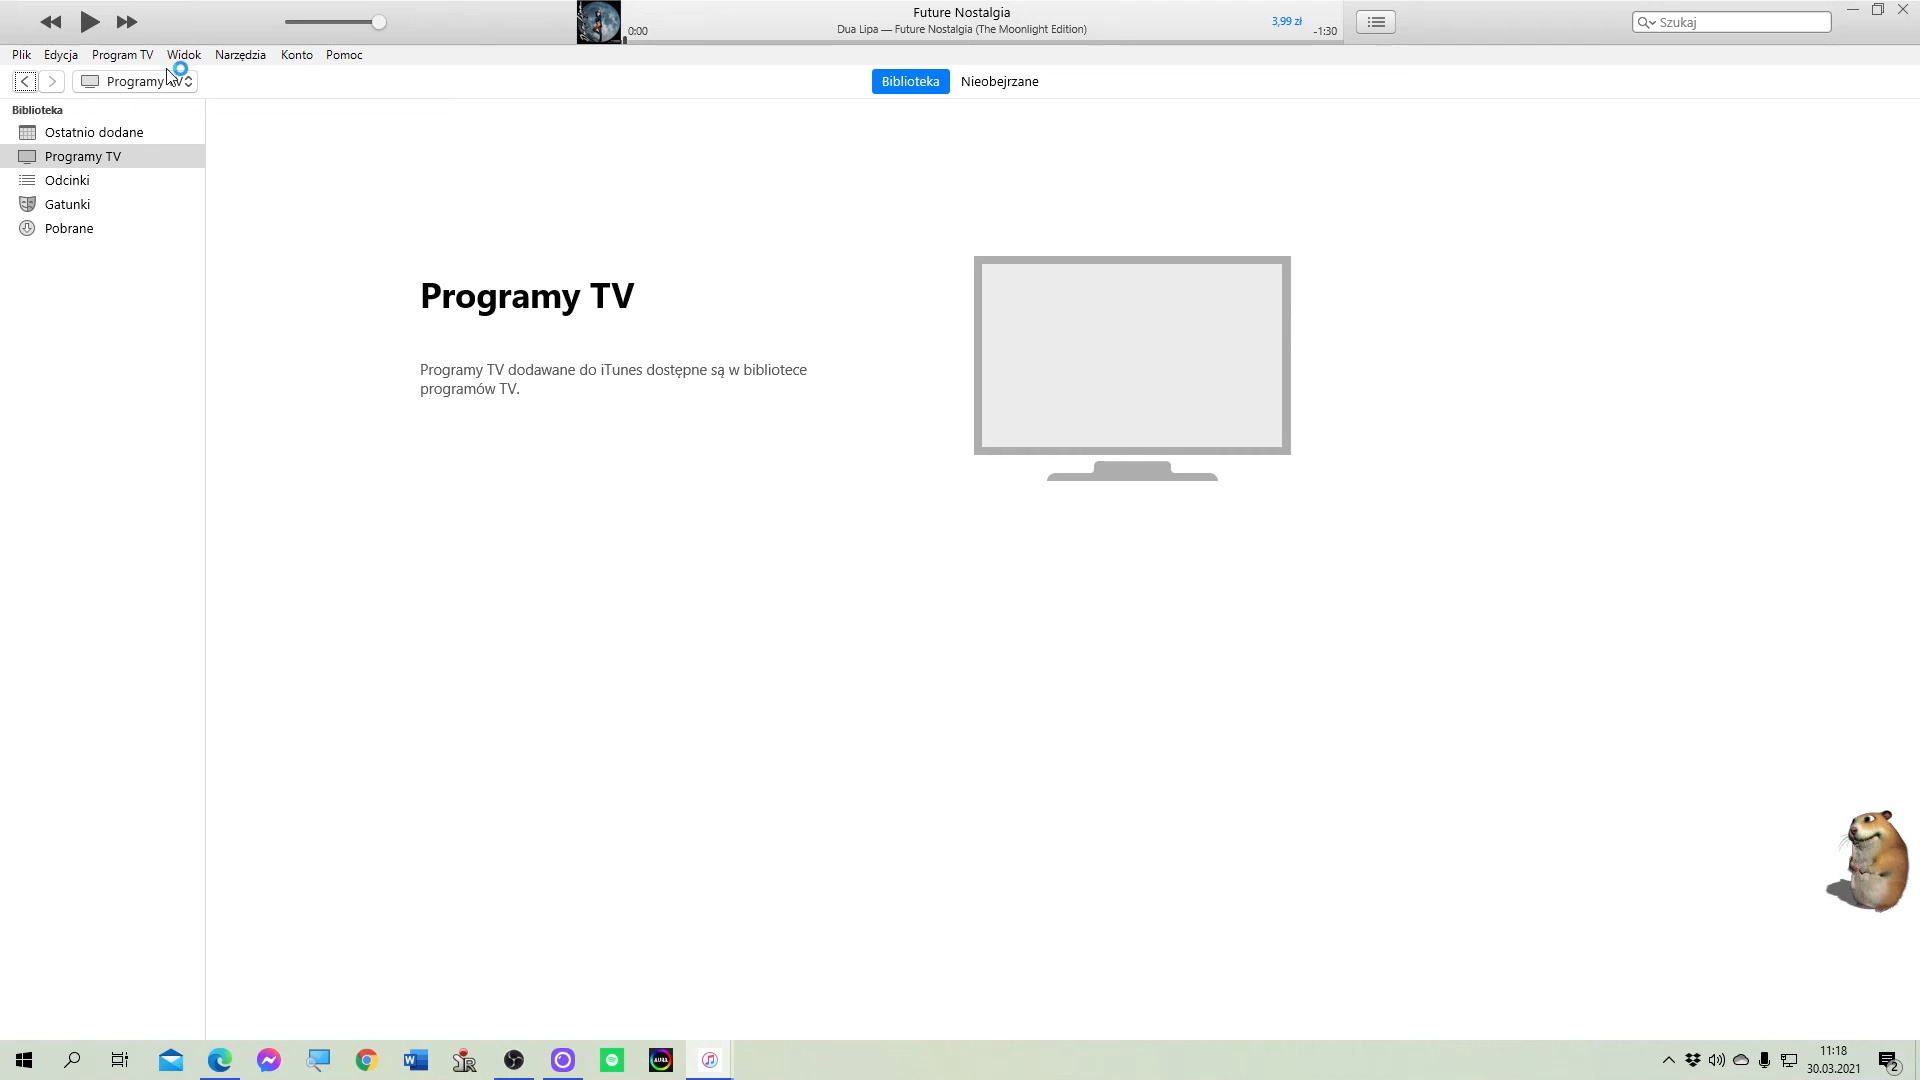 Future Nostalgia
Dua Lipa — Future Nostalgia (The Moonlight Edition)
0:00
3,99 zł
-1:30
Szukaj
Plik Edycja Program TV Widok Narzędzia Konto Pomoc
Programy TV
Biblioteka Nieobejrzane
Biblioteka
Ostatnio dodane
Programy TV
Odcinki
Gatunki
Pobrane
Programy TV
Programy TV dodawane do iTunes dostępne są w bibliotece
programów TV.
AURA
11:18
30.03.2021
2